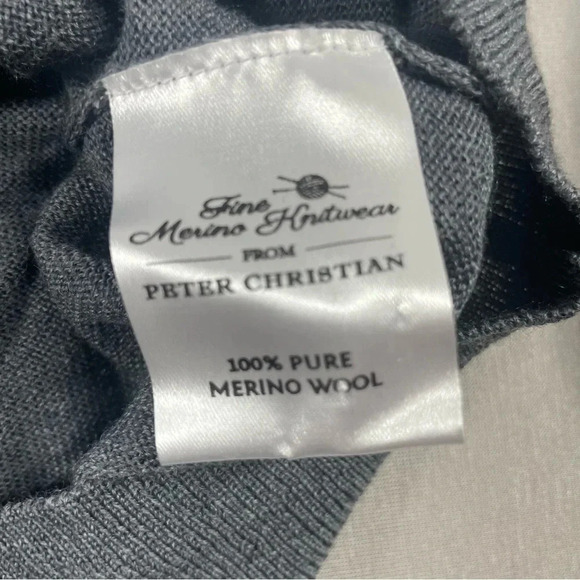 Fine
Merino Knitwear
FROM
PETER CHRISTIAN
100% PURE
MERINO WOOL